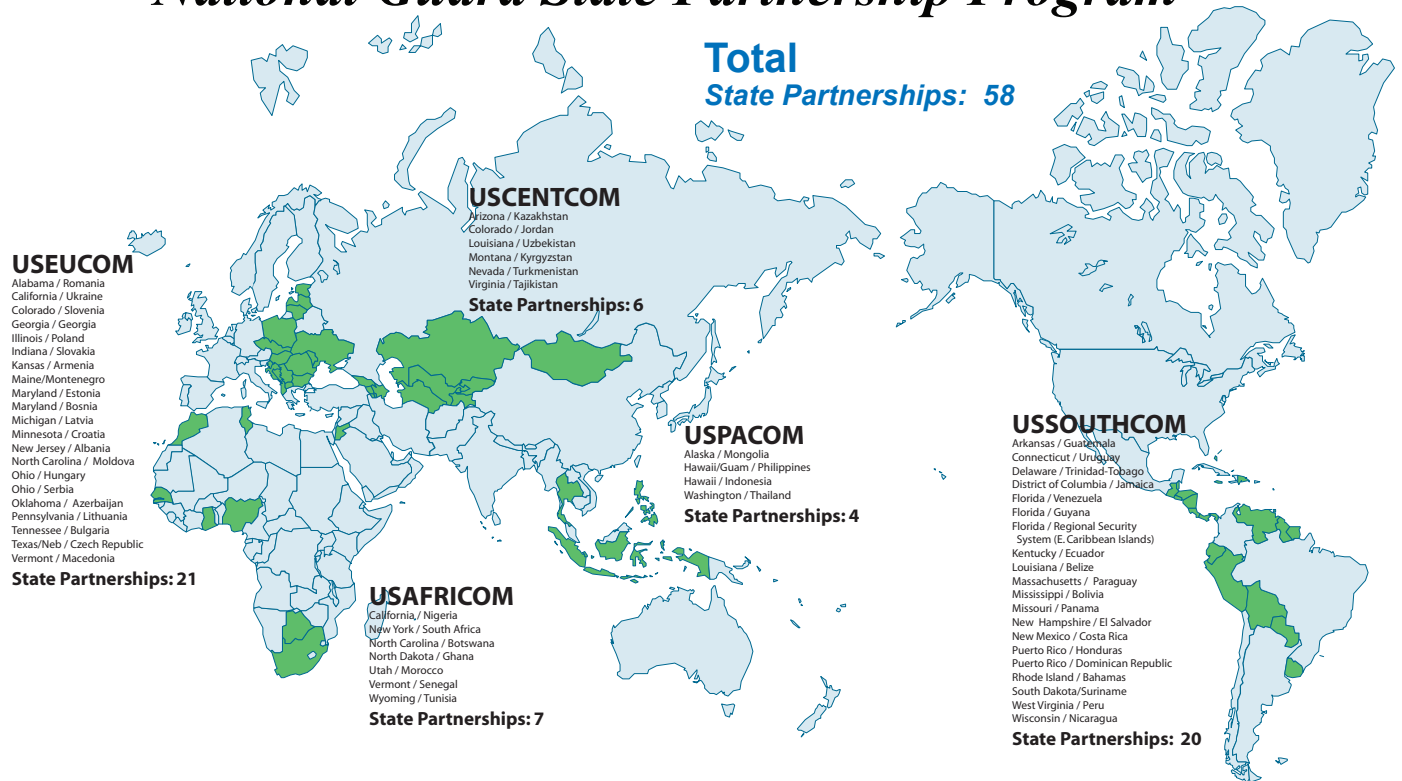 National Guard State Partnership Program
Total
State Partnerships: 58
USCENTCOM
Arizona / Kazakhstan
Colorado / Jordan
Louisiana / Uzbekistan
Montana / Kyrgyzstan
Nevada / Turkmenistan
Virginia / Tajikistan
State Partnerships: 6
USEUCOM
Alabama / Romania
California / Ukraine
Colorado / Slovenia
Georgia / Georgia
Illinois / Poland
Indiana / Slovakia
Kansas / Armenia
Maine/Montenegro
Maryland / Estonia
Maryland / Bosnia
Michigan / Latvia
Minnesota / Croatia
New Jersey / Albania
North Carolina / Moldova
Ohio / Hungary
Ohio / Serbia
Oklahoma / Azerbaijan
Pennsylvania / Lithuania
Tennessee / Bulgaria
Texas/Neb / Czech Republic
Vermont / Macedonia
State Partnerships: 21
USPACOM
Alaska / Mongolia
Hawaii/Guam / Philippines
Hawaii / Indonesia
Washington / Thailand
State Partnerships: 4
USAFRICOM
California / Nigeria
New York / South Africa
North Carolina / Botswana
North Dakota / Ghana
Utah / Morocco
Vermont / Senegal
Wyoming / Tunisia
State Partnerships: 7
USSOUTHCOM
Arkansas / Guatemala
Connecticut / Uruguay
Delaware / Trinidad-Tobago
District of Columbia / Jamaica
Florida / Venezuela
Florida / Guyana
Florida / Regional Security
System (E. Caribbean Islands)
Kentucky / Ecuador
Louisiana / Belize
Massachusetts / Paraguay
Mississippi / Bolivia
Missouri / Panama
New Hampshire / El Salvador
New Mexico / Costa Rica
Puerto Rico / Honduras
Puerto Rico / Dominican Republic
Rhode Island / Bahamas
South Dakota/Suriname
West Virginia / Peru
Wisconsin / Nicaragua
State Partnerships: 20